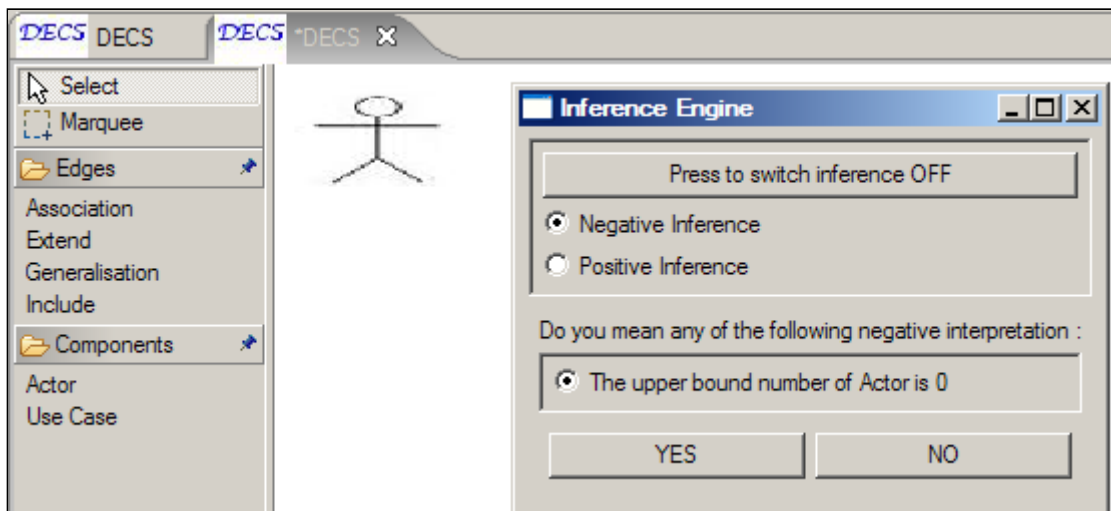 DECS DECS
DECS *DECS
Select
Marquee
Edges
Association
Extend
Generalisation
Include
Components
Actor
Use Case
Inference Engine
Press to switch inference OFF
Negative Inference
Positive Inference
Do you mean any of the following negative interpretation :
The upper bound number of Actor is 0
YES
NO